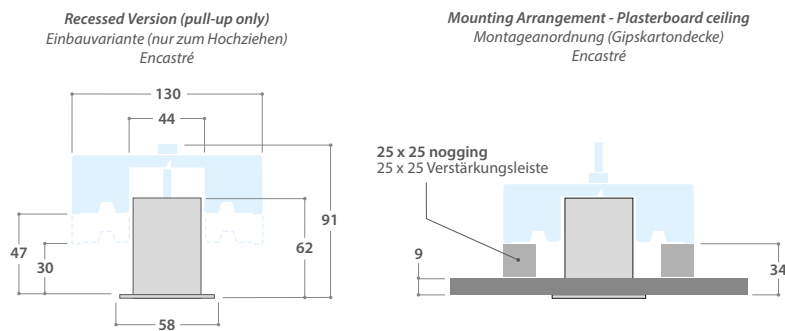 Recessed Version (pull-up only)
Einbauvariante (nur zum Hochziehen)
Encastré
130
44
47
30
62
91
58
Mounting Arrangement - Plasterboard ceiling
Montageanordnung (Gipskartondecke)
Encastré
25 x 25 nogging
25 x 25 Verstärkungsleiste
9
34